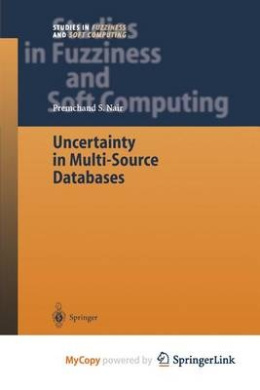 STUDIES IN FUZZINESS
AND SOFT COMPUTING
Studies
in Fuzziness
and
Soft Computing
Premchand S. Nair
Uncertainty
in Multi-Source
Databases
Springer
MyCopy powered by SpringerLink